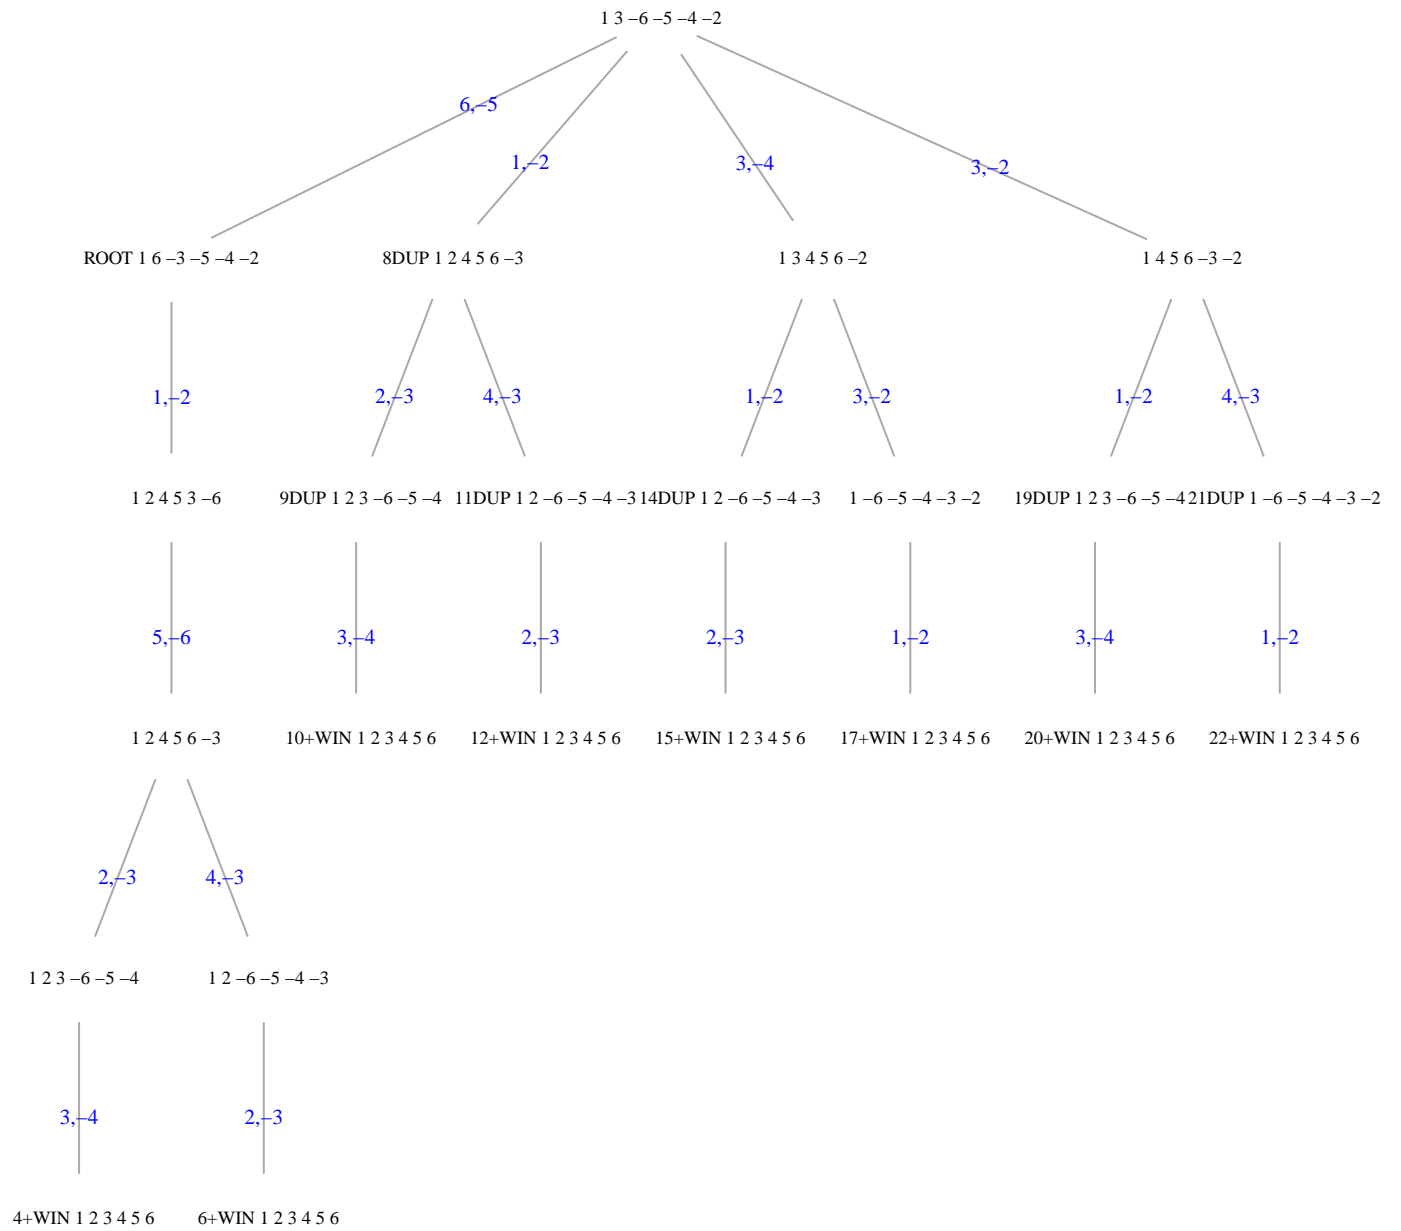 1 3 –6 –5 –4 –2
6,–5
1,–2
3,–4
3,–2
ROOT 1 6 –3 –5 –4 –2
8DUP 1 2 4 5 6 –3
1 3 4 5 6 –2
1 4 5 6 –3 –2
1,–2
2,–3
4,–3
1,–2
3,–2
1,–2
4,–3
1 2 4 5 3 –6
9DUP 1 2 3 –6 –5 –4
11DUP 1 2 –6 –5 –4 –3
14DUP 1 2 –6 –5 –4 –3
1 –6 –5 –4 –3 –2
19DUP 1 2 3 –6 –5 –4
21DUP 1 –6 –5 –4 –3 –2
5,–6
3,–4
2,–3
2,–3
1,–2
3,–4
1,–2
1 2 4 5 6 –3
10+WIN 1 2 3 4 5 6
12+WIN 1 2 3 4 5 6
15+WIN 1 2 3 4 5 6
17+WIN 1 2 3 4 5 6
20+WIN 1 2 3 4 5 6
22+WIN 1 2 3 4 5 6
2,–3
4,–3
1 2 3 –6 –5 –4
1 2 –6 –5 –4 –3
3,–4
2,–3
4+WIN 1 2 3 4 5 6
6+WIN 1 2 3 4 5 6